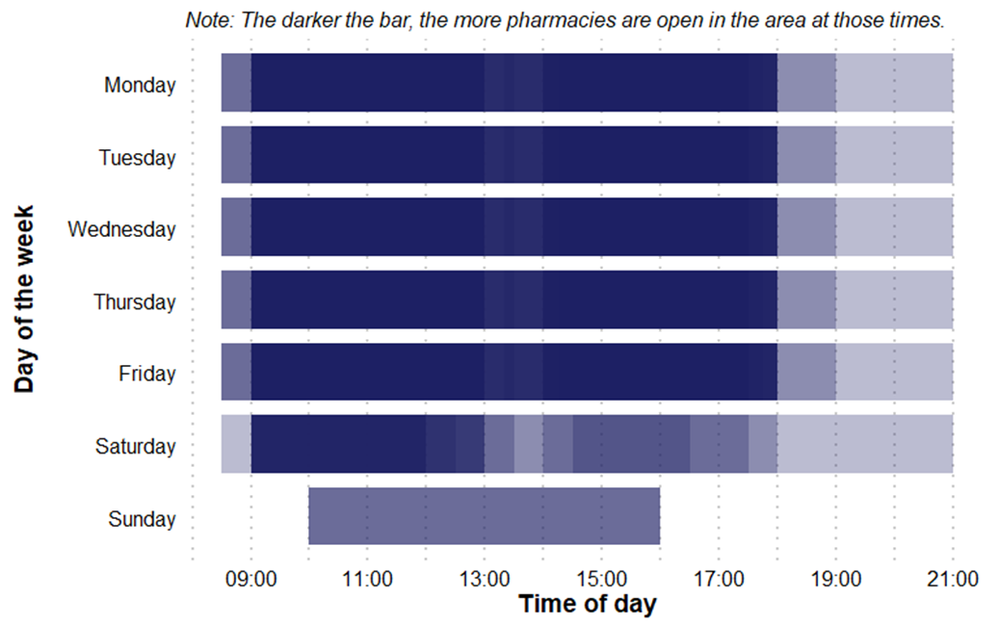 Note: The darker the bar, the more pharmacies are open in the area at those times.
Day of the week
Monday
Tuesday
Wednesday
Thursday
Friday
Saturday
Sunday
09:00 11:00 13:00 15:00 17:00 19:00 21:00
Time of day